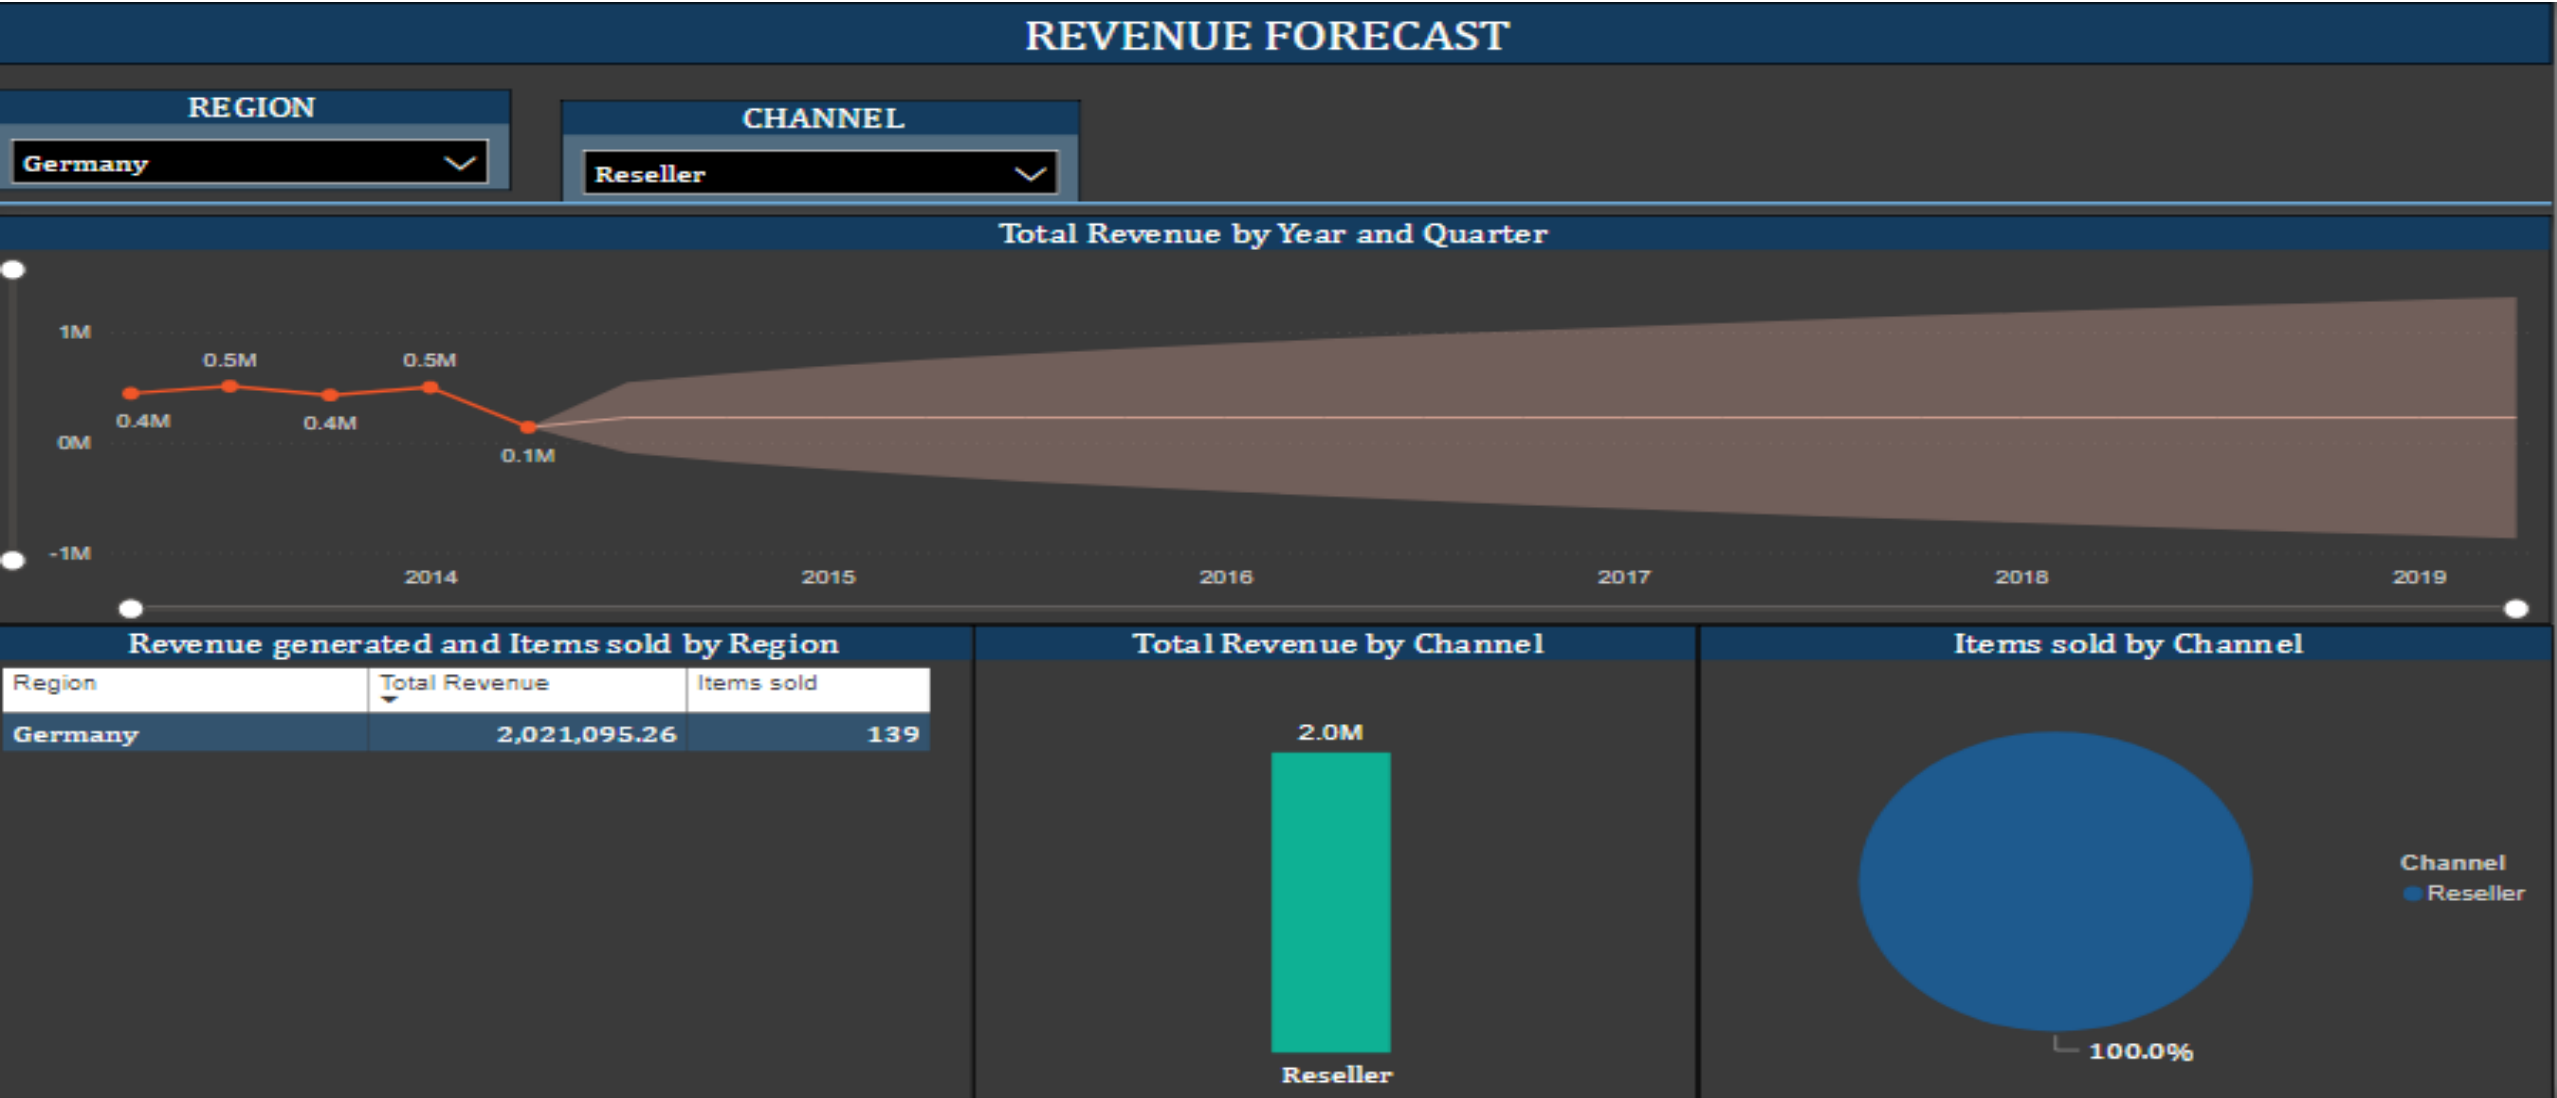 REVENUE FORECAST
REGION
Germany
CHANNEL
Reseller
Total Revenue by Year and Quarter
1M
0M
-1M
0.4M
0.5M
0.4M
0.5M
0.1M
2014
2015
2016
2017
2018
2019
Revenue generated and Items sold by Region
Region Total Revenue Items sold
Germany 2,021,095.26 139
Total Revenue by Channel
2.0M
Reseller
Items sold by Channel
Channel
Reseller
100.0%